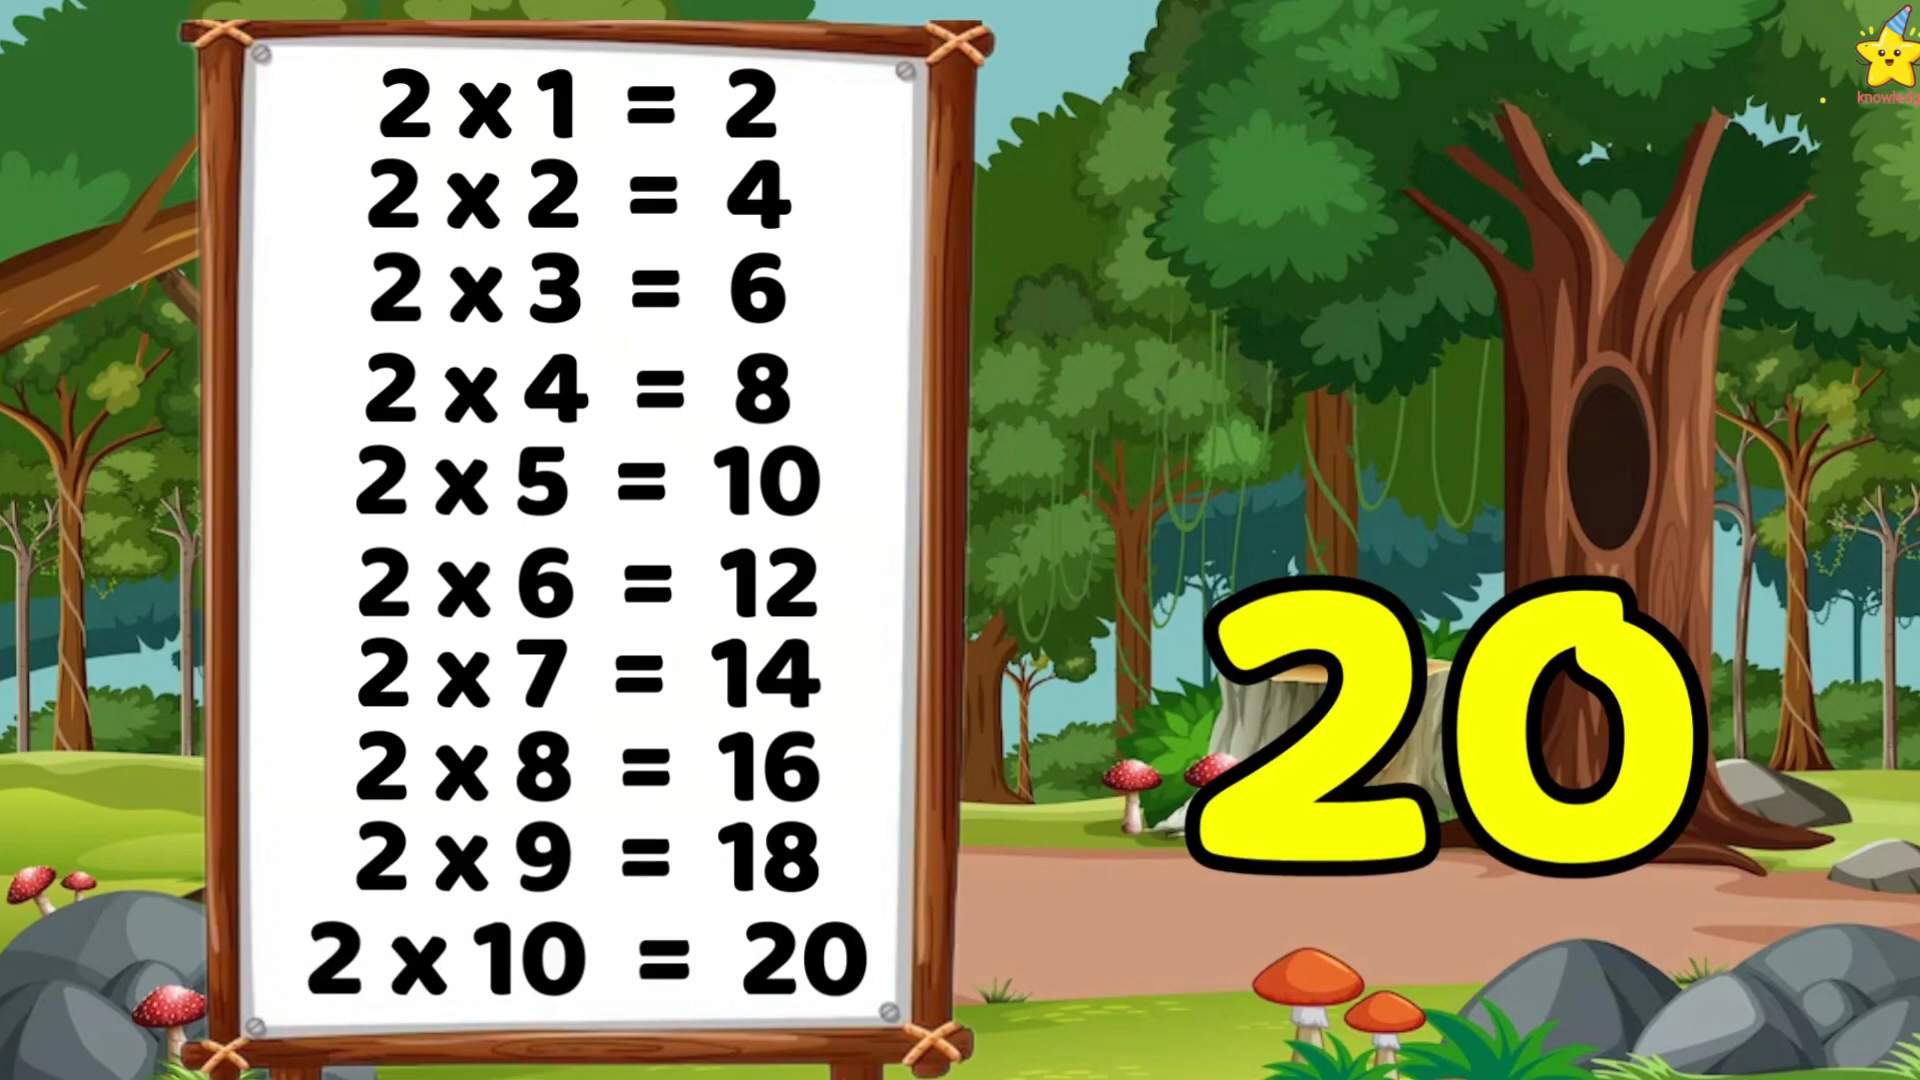 2 x 1 = 2
2 x 2 = 4
2 x 3 = 6
2 x 4 = 8
2 x 5 = 10
2 x 6 = 12
2 x 7 = 14
2 x 8 = 16
2 x 9 = 18
2 x 10 = 20
20